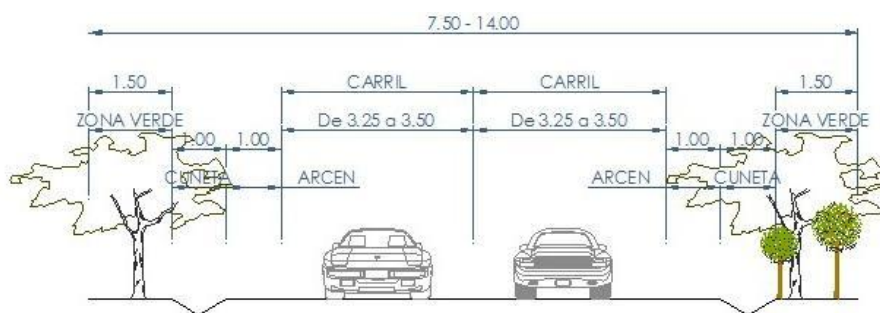 7.50 - 14.00
1.50 CARRIL CARRIL 1.50
ZONA VERDE De 3.25 a 3.50 De 3.25 a 3.50 ZONA VERDE
1.00 1.00 1.00 1.00
CUNETA ARCEN ARCEN CUNETA